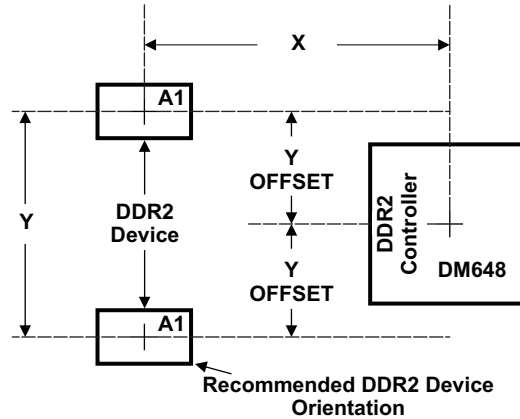 X
A1
Y
OFFSET
Y
DDR2
Device
DDR2
Controller
DM648
Y
OFFSET
A1
Recommended DDR2 Device
Orientation